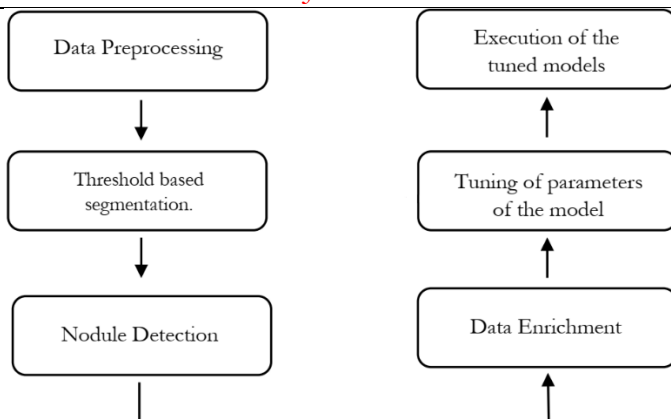 Data Preprocessing
Threshold based
segmentation.
Nodule Detection
Execution of the
tuned models
Tuning of parameters
of the model
Data Enrichment